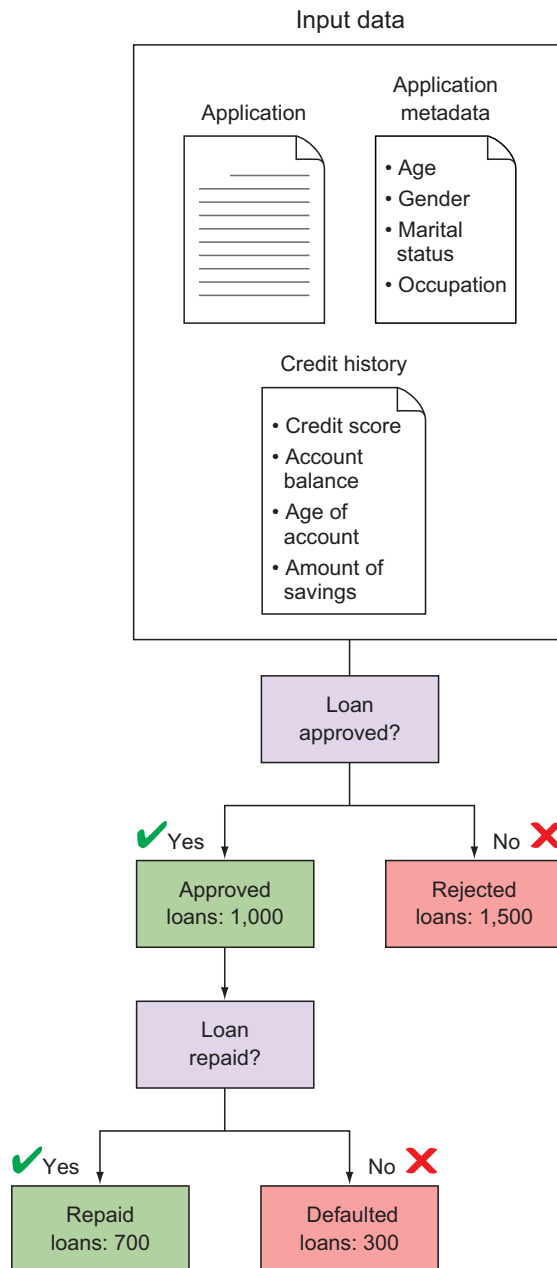 Input data
Application
Application
metadata
• Age
• Gender
• Marital
status
• Occupation
Credit history
• Credit score
• Account
balance
• Age of
account
• Amount of
savings
Loan
approved?
Yes
No
Approved
loans: 1,000
Rejected
loans: 1,500
Loan
repaid?
Yes
No
Repaid
loans: 700
Defaulted
loans: 300